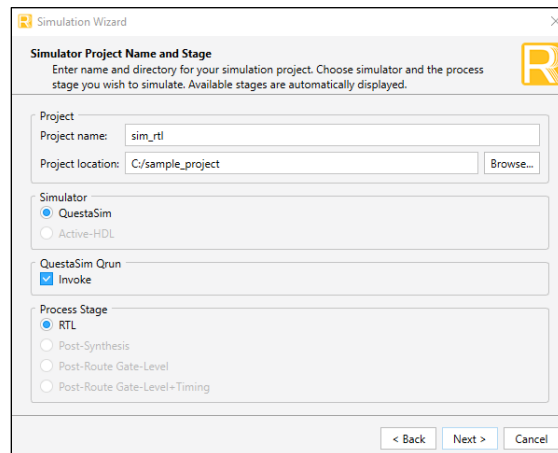 Simulation Wizard
Simulator Project Name and Stage
Enter name and directory for your simulation project. Choose simulator and the process
stage you wish to simulate. Available stages are automatically displayed.
Project
Project name: sim_rtl
Project location: C:/sample_project Browse...
Simulator
QuestaSim
Active-HDL
QuestaSim Qrun
Invoke
Process Stage
RTL
Post-Synthesis
Post-Route Gate-Level
Post-Route Gate-Level+Timing
< Back Next > Cancel